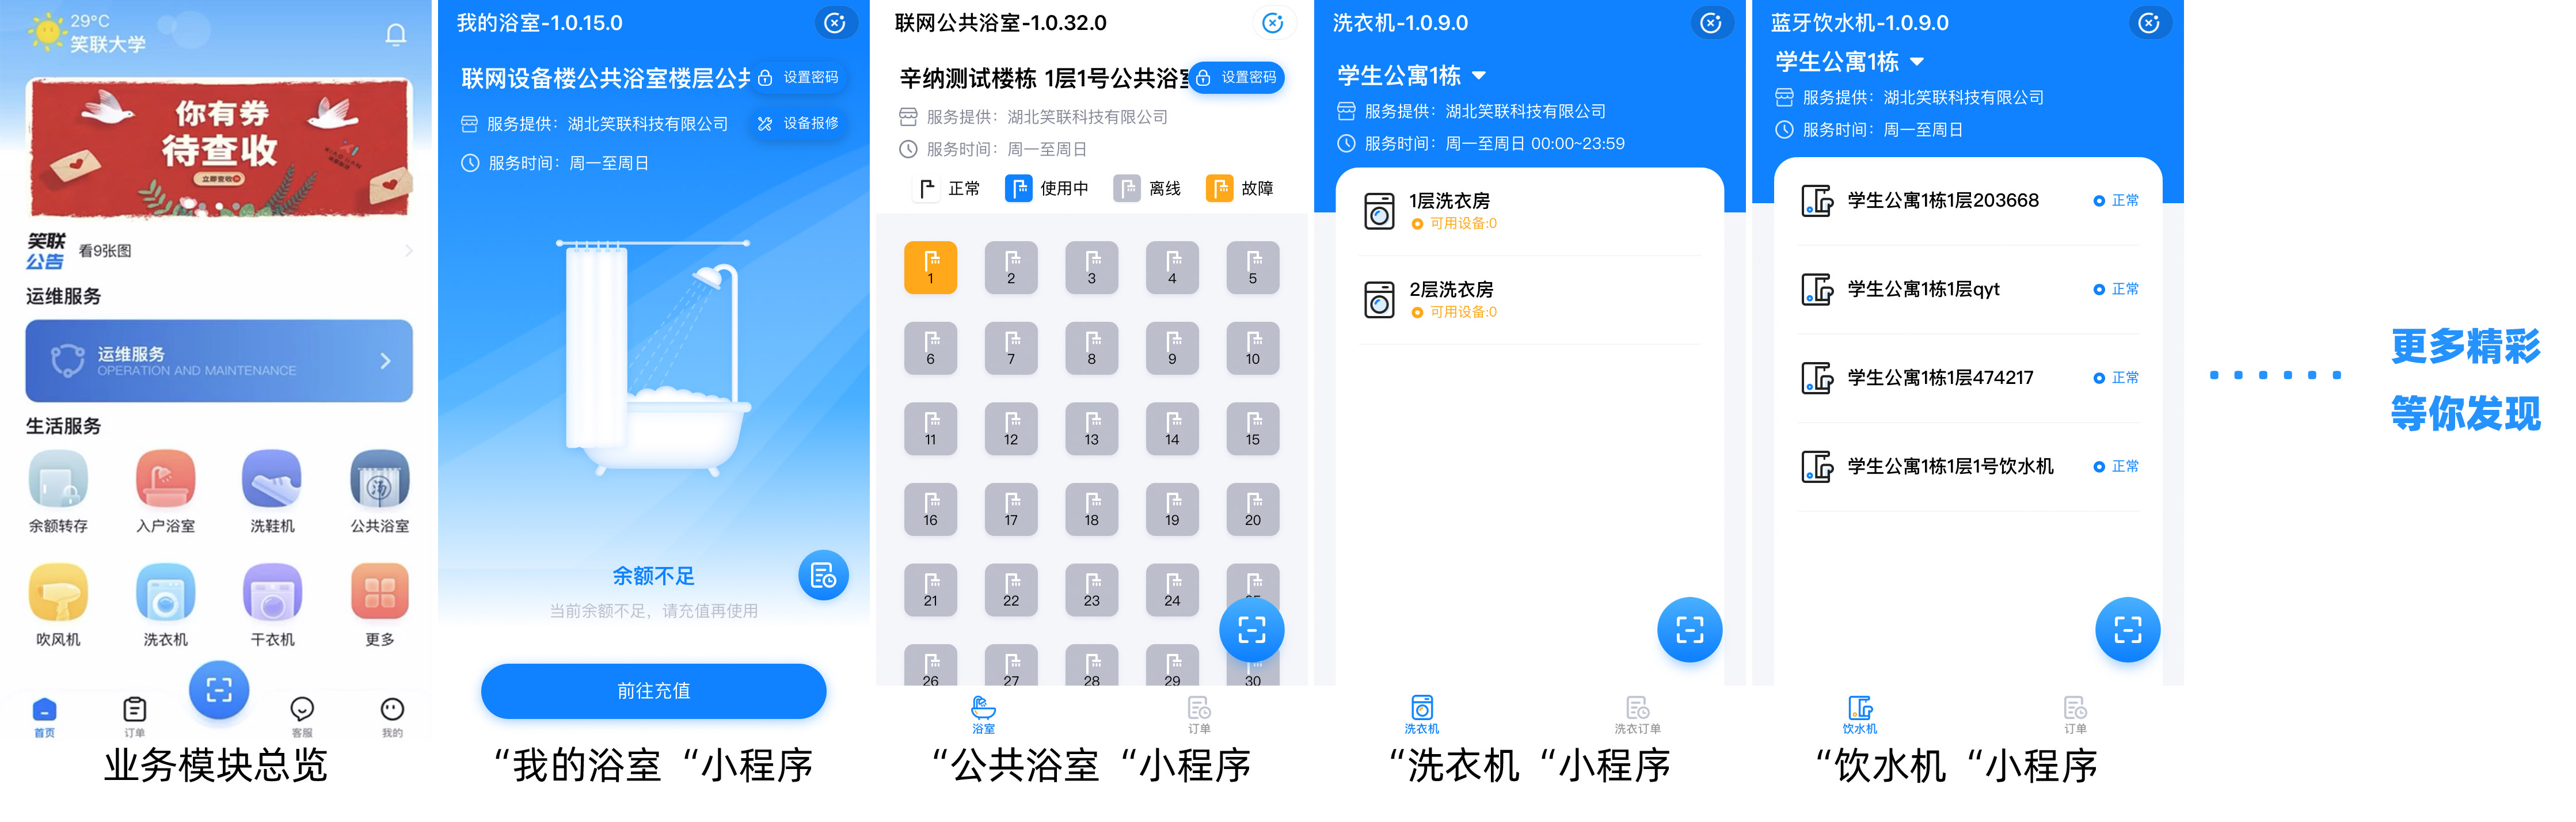 29°C
笑联大学
你有券
待查收
立即查收
笑联
公告
看9张图
运维服务
运维服务
OPERATION AND MAINTENANCE
生活服务
余额转存
入户浴室
洗鞋机
公共浴室
吹风机
洗衣机
干衣机
更多
首页
订单
客服
我的
业务模块总览
我的浴室-1.0.15.0
联网设备楼公共浴室楼层公共
设置密码
服务提供：湖北笑联科技有限公司
设备报修
服务时间：周一至周日
余额不足
当前余额不足，请充值再使用
前往充值
“我的浴室 “小程序
联网公共浴室-1.0.32.0
辛纳测试楼栋 1层1号公共浴室
设置密码
服务提供：湖北笑联科技有限公司
服务时间：周一至周日
正常
使用中
离线
故障
1
2
3
4
5
6
7
8
9
10
11
12
13
14
15
16
17
18
19
20
21
22
23
24
26
27
28
29
30
浴室
订单
“公共浴室 “小程序
洗衣机-1.0.9.0
学生公寓1栋
服务提供：湖北笑联科技有限公司
服务时间：周一至周日 00:00~23:59
1层洗衣房
可用设备:0
2层洗衣房
可用设备:0
洗衣机
洗衣订单
“洗衣机 “小程序
蓝牙饮水机-1.0.9.0
学生公寓1栋
服务提供：湖北笑联科技有限公司
服务时间：周一至周日
学生公寓1栋1层203668
正常
学生公寓1栋1层qyt
正常
学生公寓1栋1层474217
正常
学生公寓1栋1层1号饮水机
正常
饮水机
订单
“饮水机 “小程序
······
更多精彩
等你发现